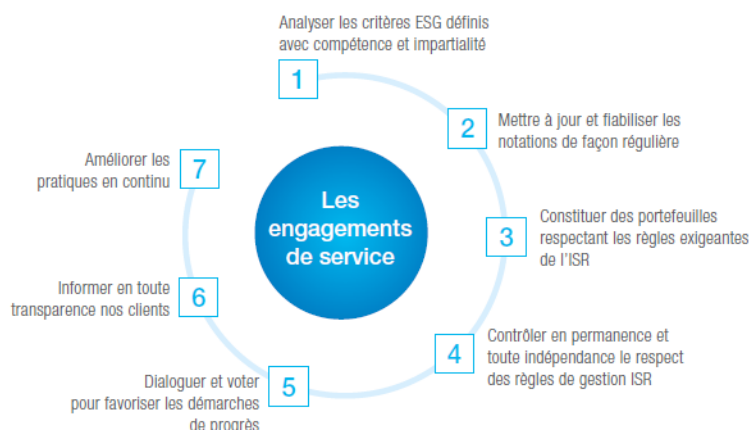 Analyser les critères ESG définis
avec compétence et impartialité
1
2
Mettre à jour et fiabiliser les
notations de façon régulière
3
Constituer des portefeuilles
respectant les règles exigeantes
de l'ISR
4
Contrôler en permanence et
toute indépendance le respect
des règles de gestion ISR
5
Dialoguer et voter
pour favoriser les démarches
de progrès
6
Informer en toute
transparence nos clients
7
Améliorer les
pratiques en continu
Les
engagements
de service